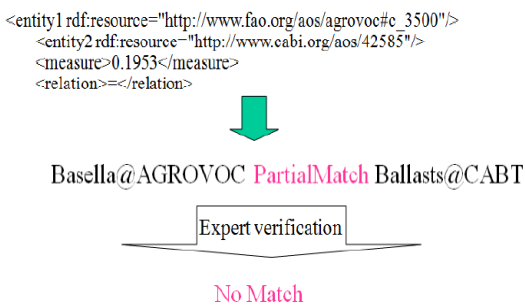 <entity1 rdf:resource="http://www.fao.org/aos/agrovoc#c_3500"/>
<entity2 rdf:resource="http://www.cabi.org/aos/42585"/>
<measure>0.1953</measure>
<relation>=</relation>
Basella@AGROVOC PartialMatch Ballasts@CABT
Expert verification
No Match